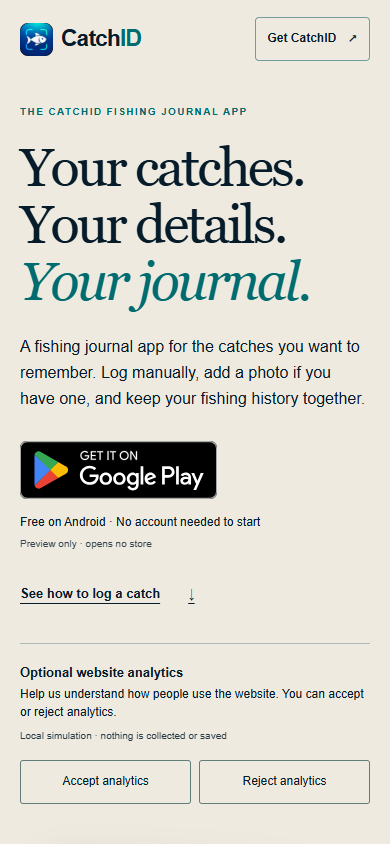 CatchID
Get CatchID ↗
THE CATCHID FISHING JOURNAL APP
Your catches.
Your details.
Your journal.
A fishing journal app for the catches you want to
remember. Log manually, add a photo if you
have one, and keep your fishing history together.
GET IT ON
Google Play
Free on Android · No account needed to start
Preview only · opens no store
See how to log a catch ↓
Optional website analytics
Help us understand how people use the website. You can accept
or reject analytics.
Local simulation · nothing is collected or saved
Accept analytics
Reject analytics